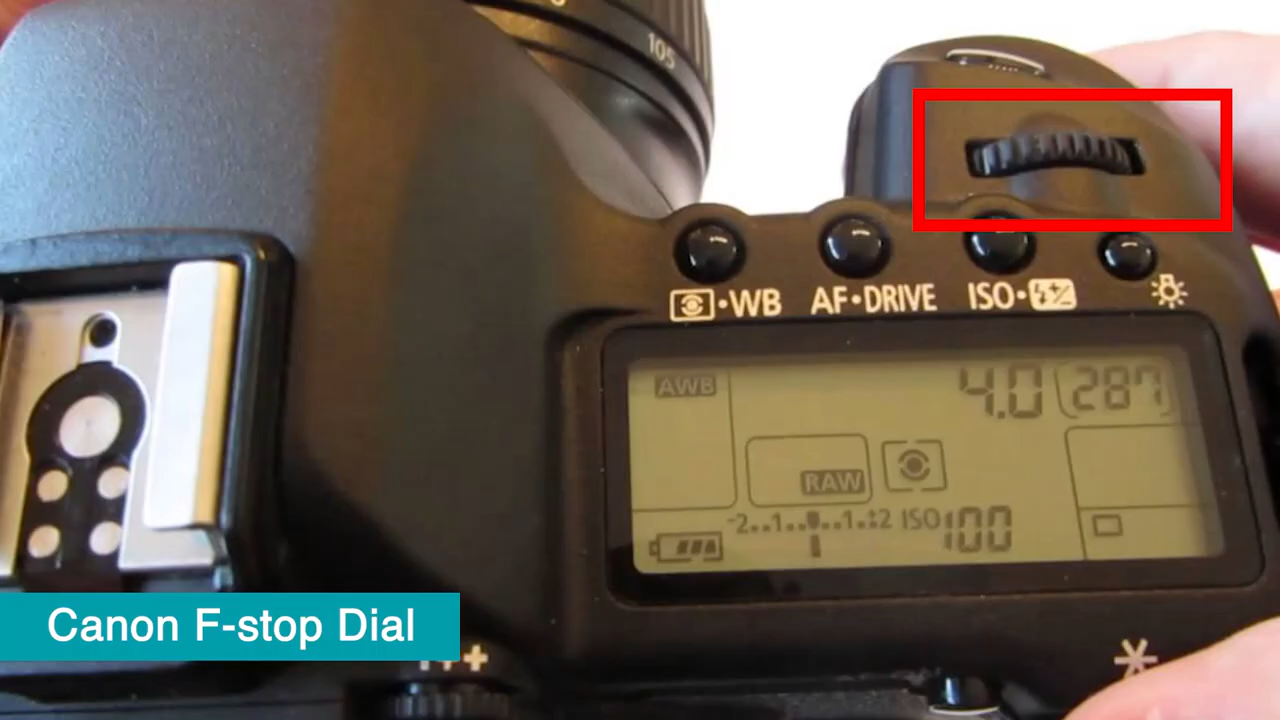 105
WB
AF•DRIVE
ISO•
AWB
4.0
(287)
RAW
-2..1...1..+2
ISO 100
Canon F-stop Dial